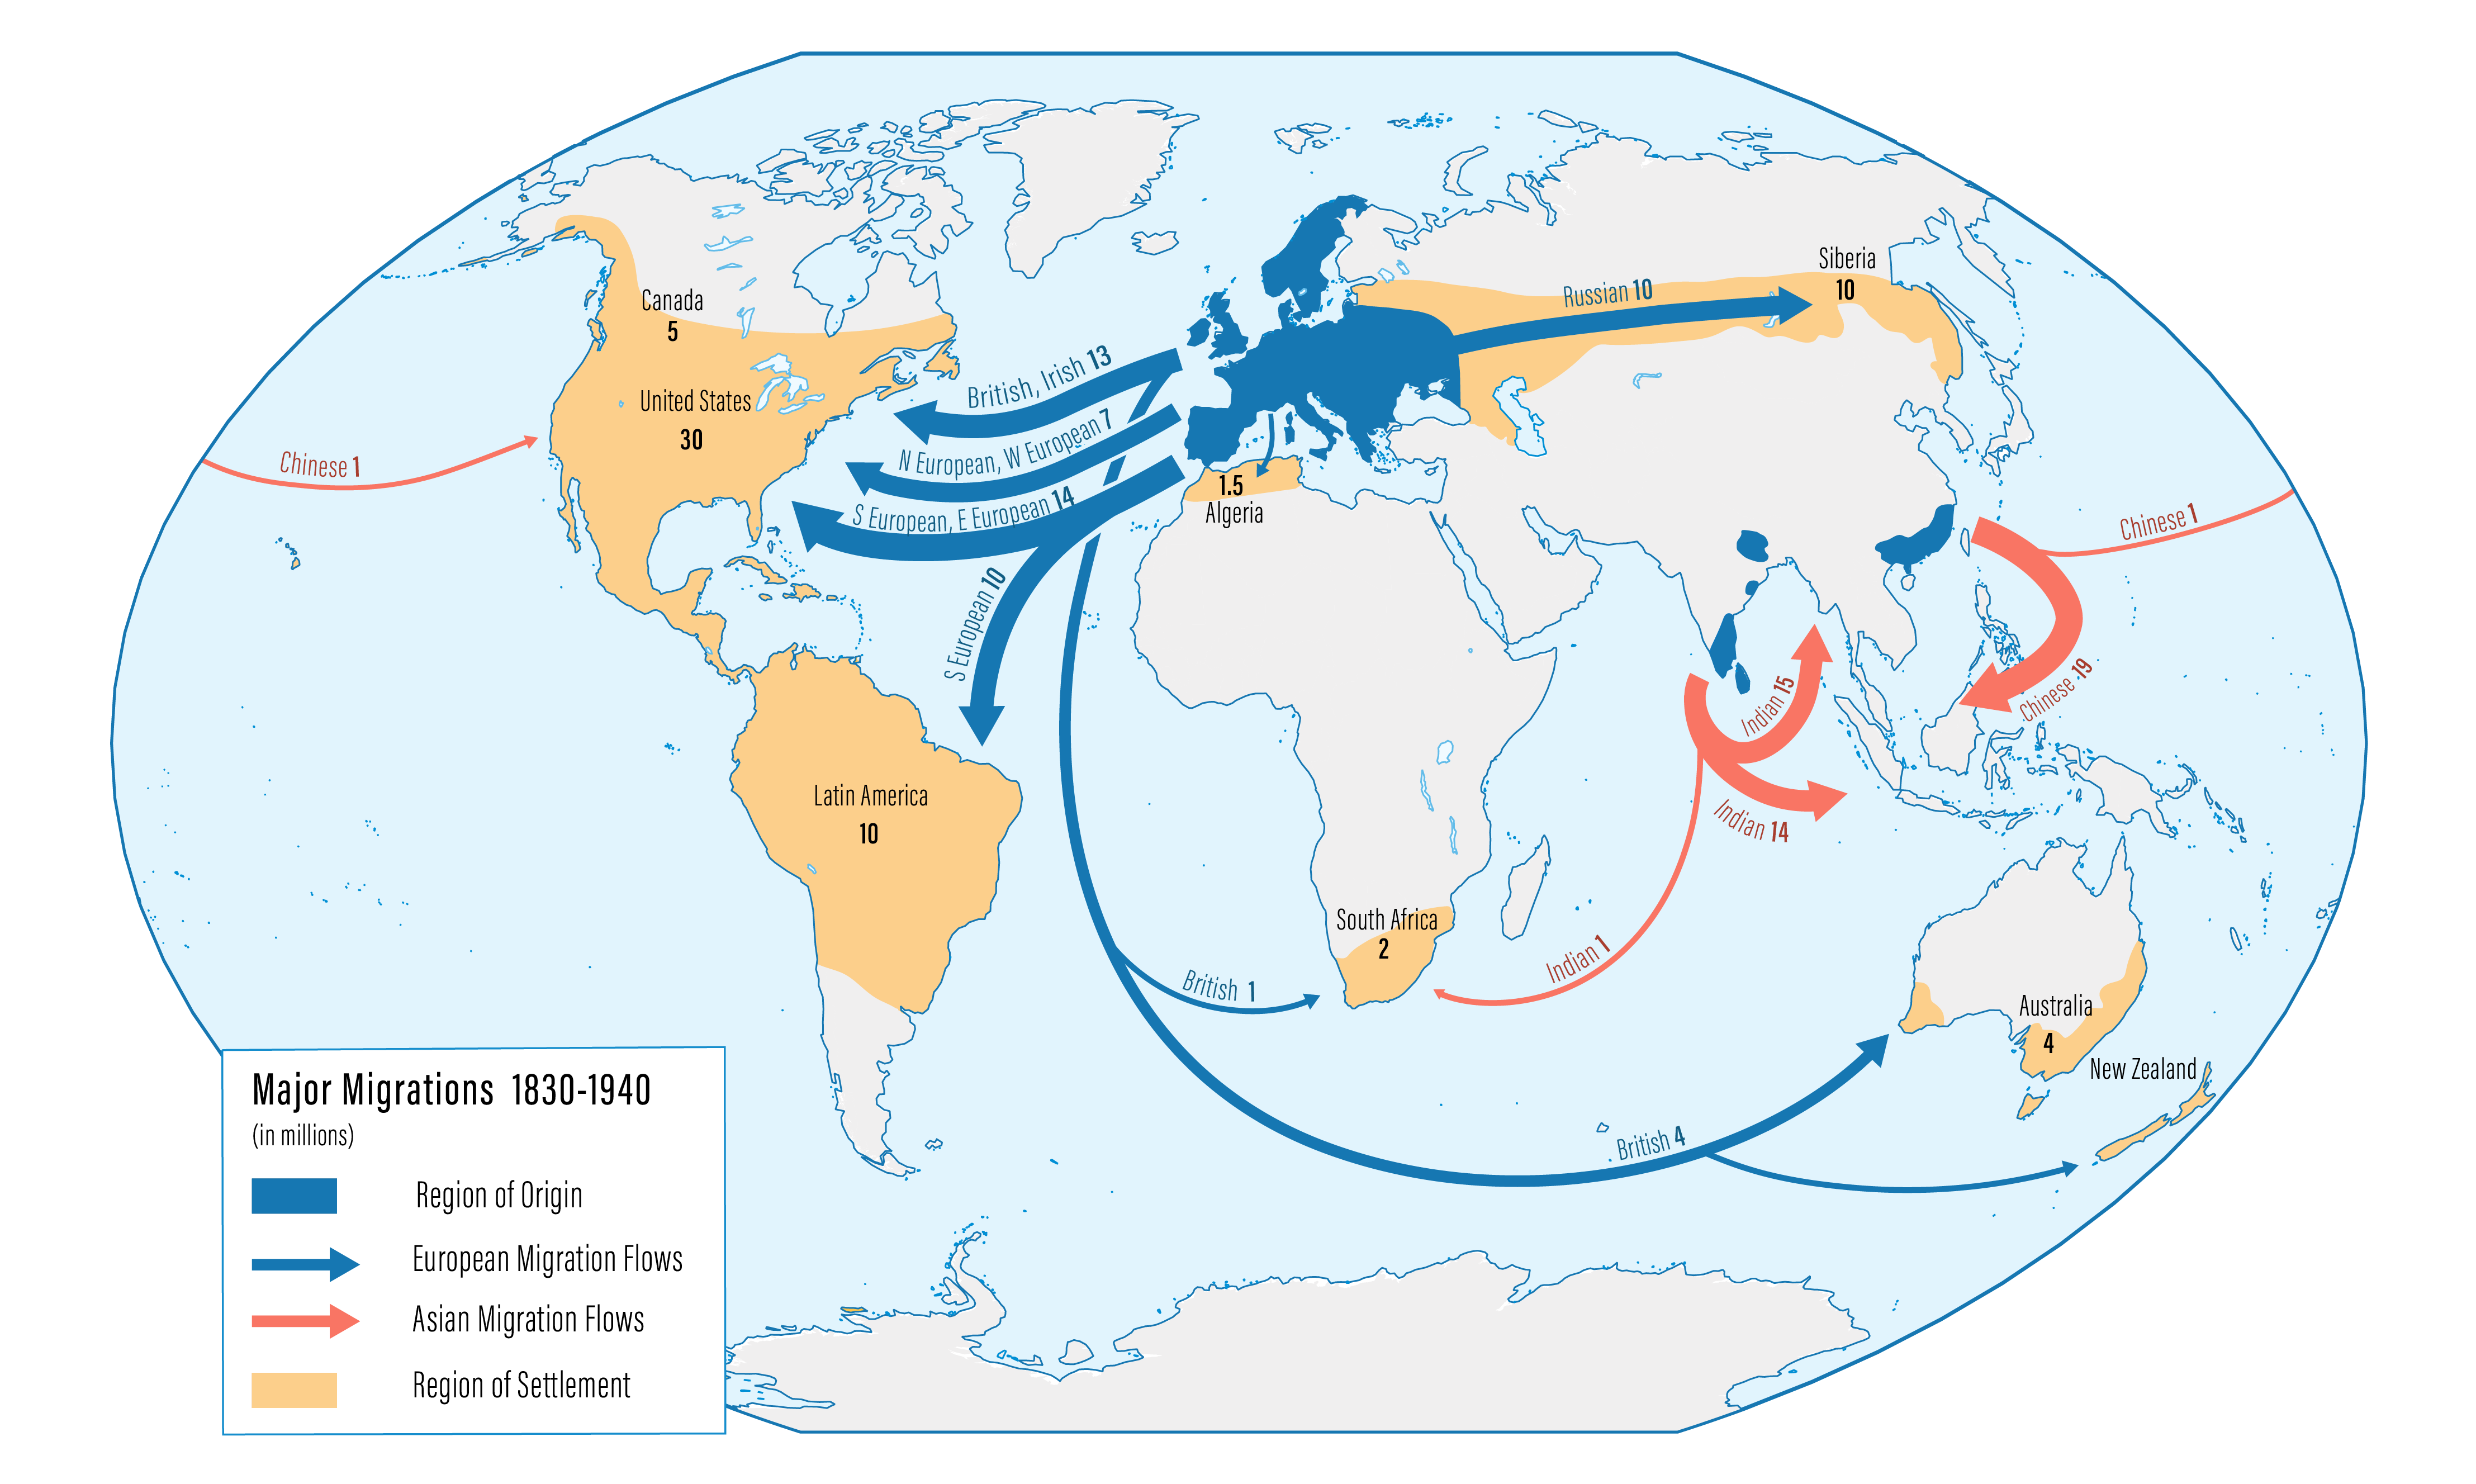 Siberia
10
Russian 10
Canada
5
British, Irish 13
United States
30
N European, W European 7
Chinese 1
S European, E European 14
1.5
Algeria
Chinese 1
S European 10
Chinese 19
Indian 15
Latin America
10
Indian 14
South Africa
2
Indian 1
British 1
Australia
4
New Zealand
British 4
Major Migrations 1830-1940
(in millions)
Region of Origin
European Migration Flows
Asian Migration Flows
Region of Settlement